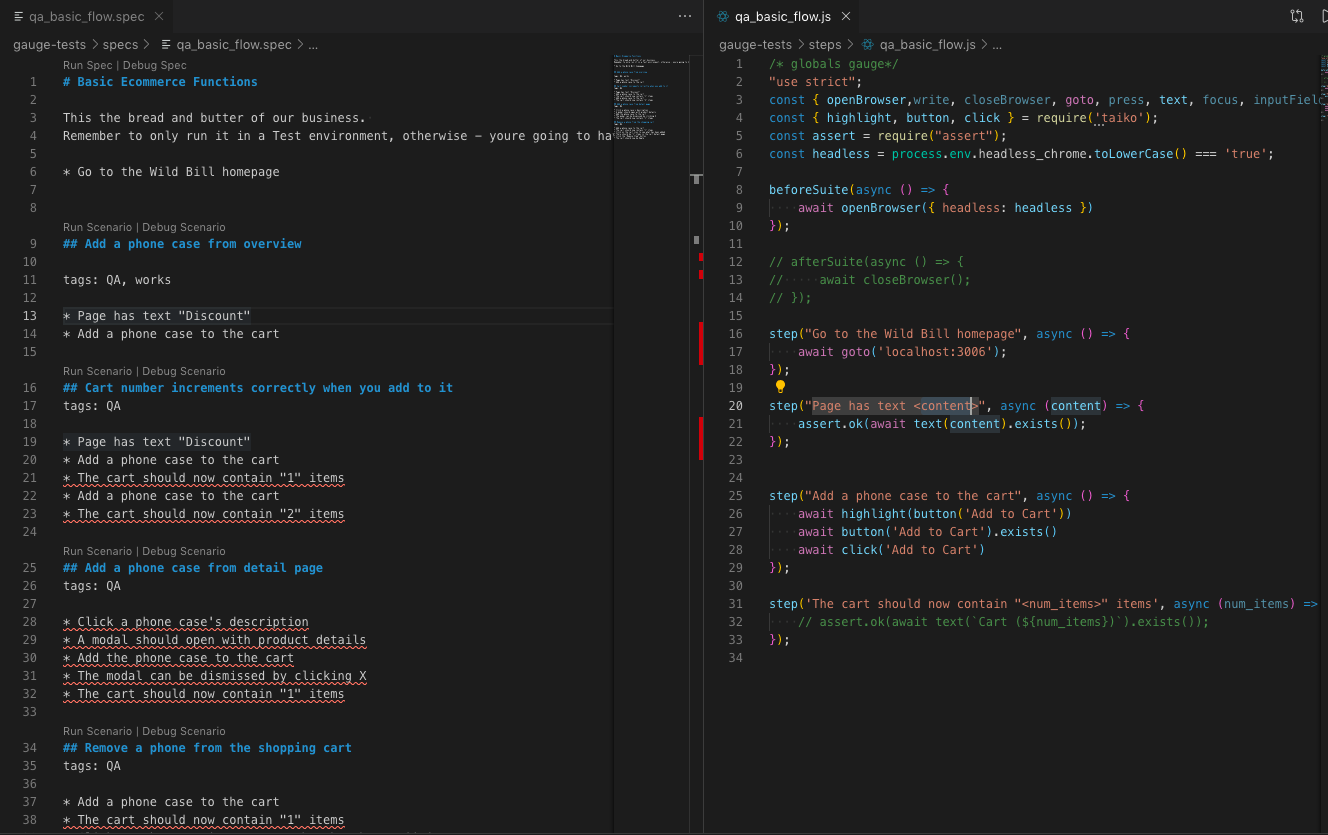 qa_basic_flow.spec
gauge-tests > specs > qa_basic_flow.spec > ...
Run Spec | Debug Spec
1 # Basic Ecommerce Functions
2
3 This the bread and butter of our business.
4 Remember to only run it in a Test environment, otherwise – youre going to ha
5
6 * Go to the Wild Bill homepage
7
8
Run Scenario | Debug Scenario
9 ## Add a phone case from overview
10
11 tags: QA, works
12
13 * Page has text "Discount"
14 * Add a phone case to the cart
15
Run Scenario | Debug Scenario
16 ## Cart number increments correctly when you add to it
17 tags: QA
18
19 * Page has text "Discount"
20 * Add a phone case to the cart
21 * The cart should now contain "1" items
22 * Add a phone case to the cart
23 * The cart should now contain "2" items
24
Run Scenario | Debug Scenario
25 ## Add a phone case from detail page
26 tags: QA
27
28 * Click a phone case's description
29 * A modal should open with product details
30 * Add the phone case to the cart
31 * The modal can be dismissed by clicking X
32 * The cart should now contain "1" items
33
Run Scenario | Debug Scenario
34 ## Remove a phone from the shopping cart
35 tags: QA
36
37 * Add a phone case to the cart
38 * The cart should now contain "1" items
qa_basic_flow.js
gauge-tests > steps > qa_basic_flow.js > ...
1 /* globals gauge*/
2 "use strict";
3 const { openBrowser,write, closeBrowser, goto, press, text, focus, inputField
4 const { highlight, button, click } = require('taiko');
5 const assert = require("assert");
6 const headless = process.env.headless_chrome.toLowerCase() === 'true';
7
8 beforeSuite(async () => {
9     await openBrowser({ headless: headless })
10 });
11
12 // afterSuite(async () => {
13 //     await closeBrowser();
14 // });
15
16 step("Go to the Wild Bill homepage", async () => {
17     await goto('localhost:3006');
18 });
19
20 step("Page has text <content>", async (content) => {
21     assert.ok(await text(content).exists());
22 });
23
24
25 step("Add a phone case to the cart", async () => {
26     await highlight(button('Add to Cart'))
27     await button('Add to Cart').exists()
28     await click('Add to Cart')
29 });
30
31 step('The cart should now contain "<num_items>" items', async (num_items) =>
32     // assert.ok(await text(`Cart (${num_items})`).exists());
33 });
34